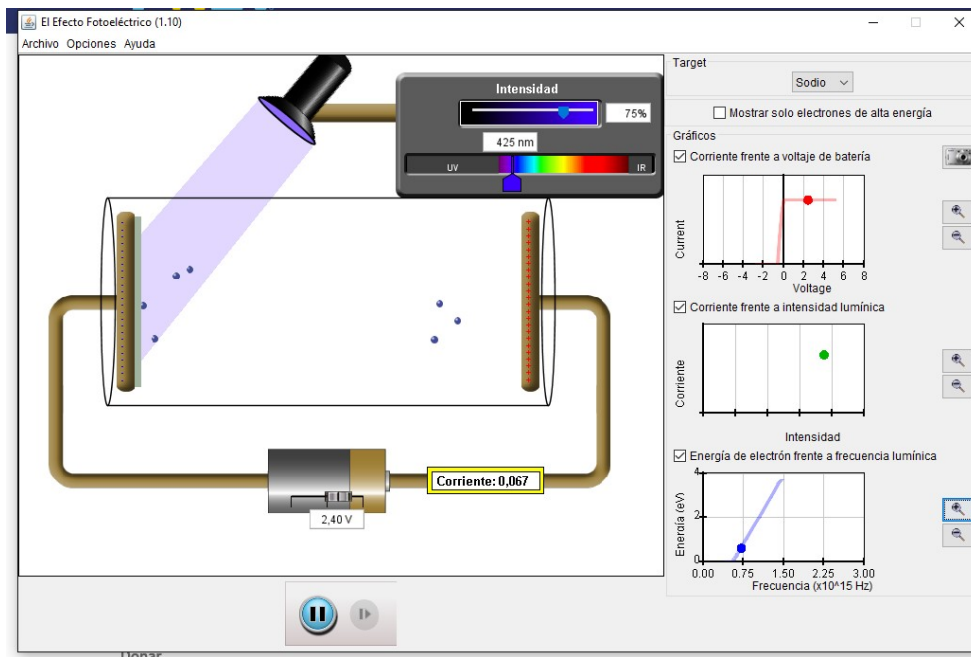 El Efecto Fotoeléctrico (1.10)
Archivo Opciones Ayuda
Intensidad
75%
425 nm
UV
IR
Corriente: 0,067
2,40 V
Target
Sodio
Mostrar solo electrones de alta energía
Gráficos
Corriente frente a voltaje de batería
Current
-8 -6 -4 -2 0 2 4 6 8
Voltage
Corriente frente a intensidad lumínica
Corriente
Intensidad
Energía de electrón frente a frecuencia lumínica
Energía (eV)
4
2
0
0.00 0.75 1.50 2.25 3.00
Frecuencia (x10^15 Hz)
Donar